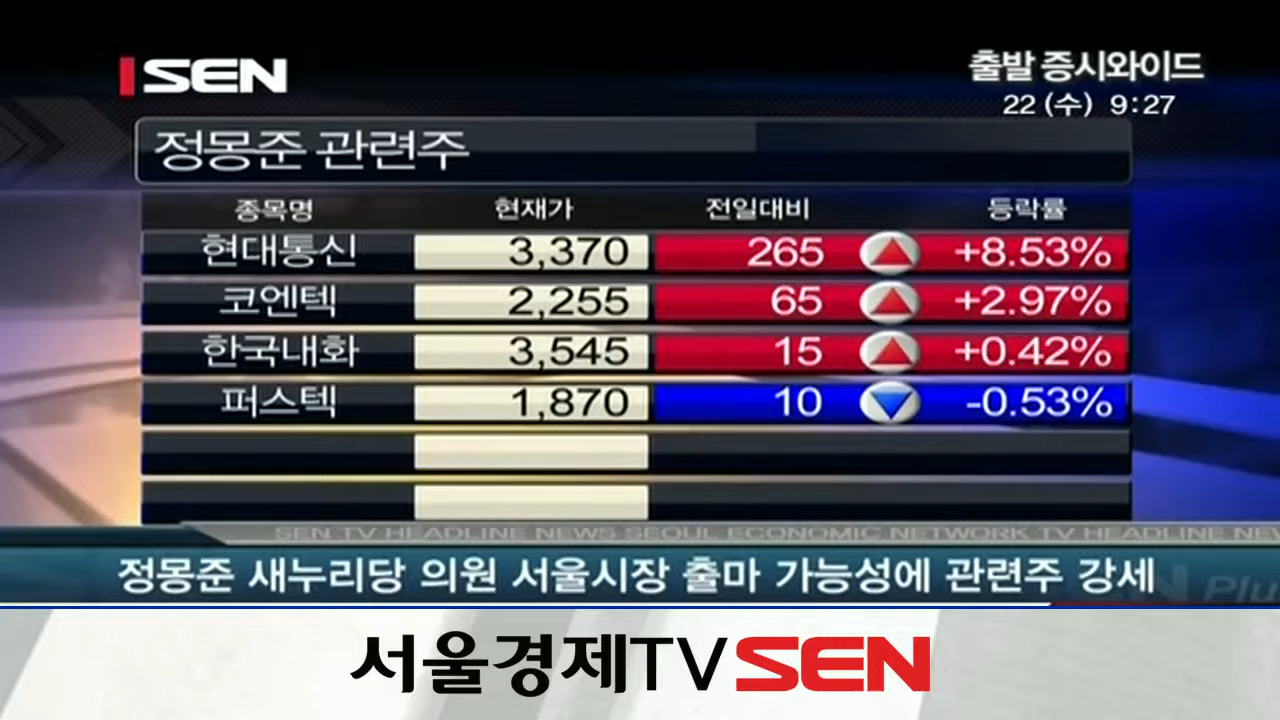 SEN
출발 증시와이드
22 (수) 9:27
정몽준 관련주
종목명 현재가 전일대비 등락률
현대통신 3,370 265 ▲ +8.53%
코엔텍 2,255 65 ▲ +2.97%
한국내화 3,545 15 ▲ +0.42%
퍼스텍 1,870 10 ▼ -0.53%
SEN TV HEADLINE NEWS SEOUL ECONOMIC NETWORK TV HEADLINE NE
정몽준 새누리당 의원 서울시장 출마 가능성에 관련주 강세
Plu
서울경제TV SEN